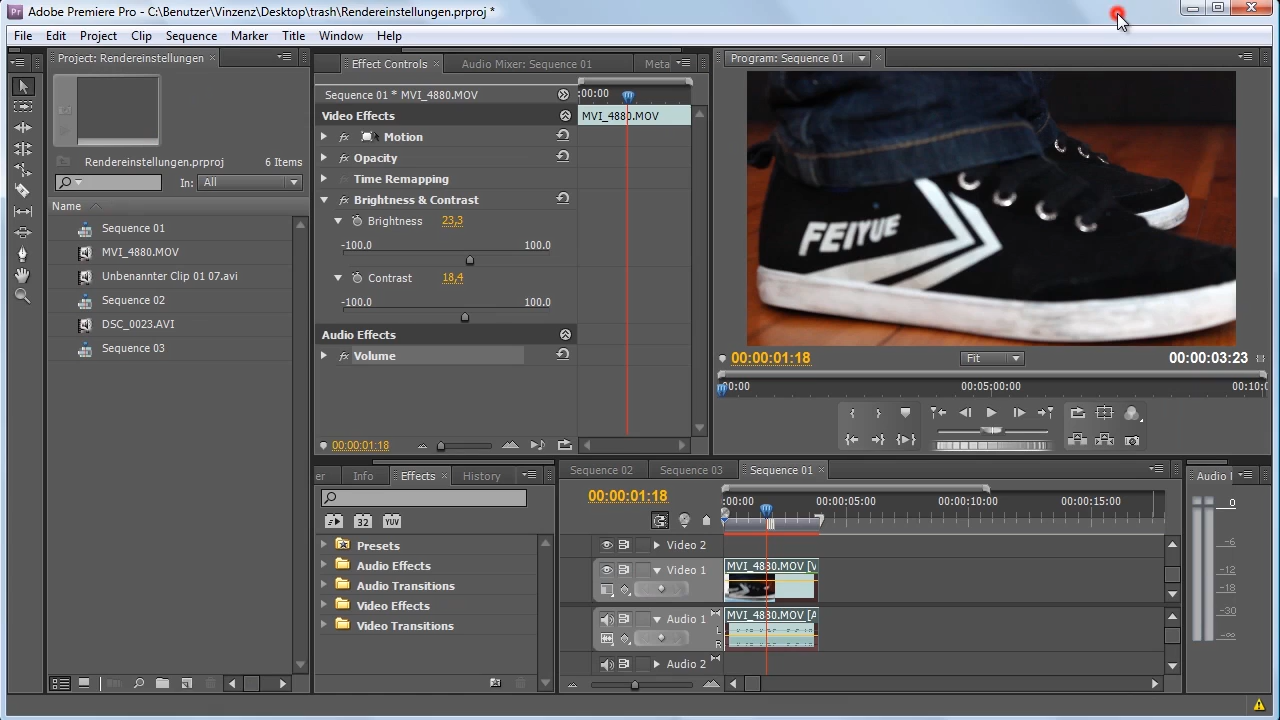 Pr Adobe Premiere Pro - C:\Benutzer\Vinzenz\Desktop\trash\Rendereinstellungen.prproj *
File Edit Project Clip Sequence Marker Title Window Help
Project: Rendereinstellungen
Rendereinstellungen.prproj 6 Items
In: All
Name
Sequence 01
MVI_4880.MOV
Unbenannter Clip 01 07.avi
Sequence 02
DSC_0023.AVI
Sequence 03
Effect Controls Audio Mixer: Sequence 01 Meta
Sequence 01 * MVI_4880.MOV :00:00
Video Effects MVI_4880.MOV
fx Motion
fx Opacity
Time Remapping
fx Brightness & Contrast
Brightness 23,3
-100.0 100.0
Contrast 18,4
-100.0 100.0
Audio Effects
fx Volume
00:00:01:18
Program: Sequence 01
FEIYUE
00:00:01:18 Fit 00:00:03:23
00:00 00:05:00:00 00:10:0
er Info Effects History
32 YUV
Presets
Audio Effects
Audio Transitions
Video Effects
Video Transitions
Sequence 02 Sequence 03 Sequence 01
00:00:01:18 :00:00 00:00:05:00 00:00:10:00 00:00:15:00
Video 2
Video 1 MVI_4880.MOV [V
Audio 1 MVI_4880.MOV [A
L
R
Audio 2
Audio
0
-6
-12
-18
-30
-∞